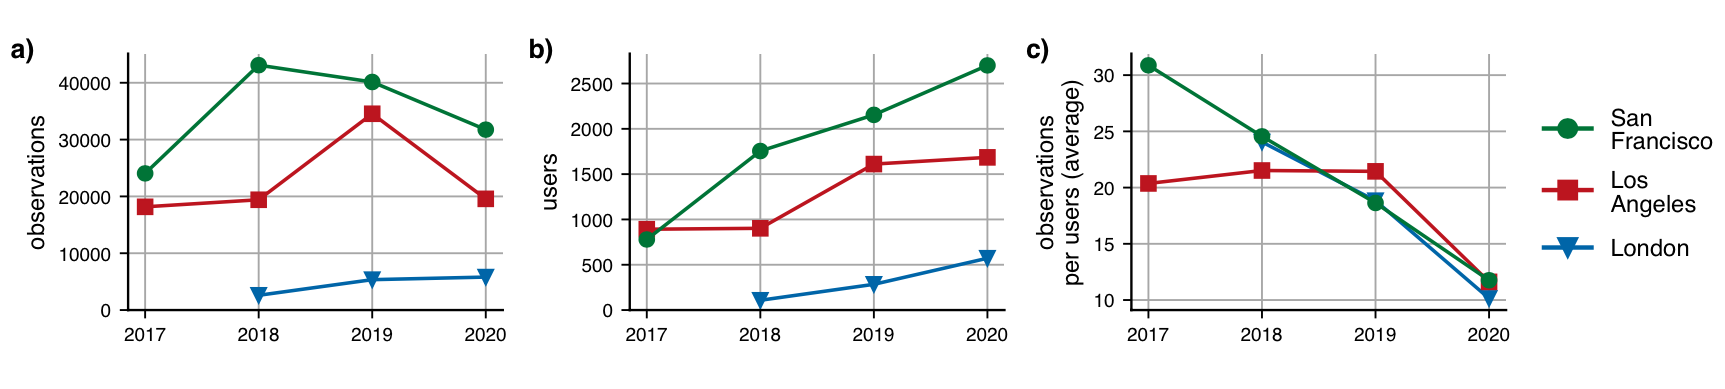 a)
observations
40000
30000
20000
10000
0
2017 2018 2019 2020
b)
users
2500
2000
1500
1000
500
0
2017 2018 2019 2020
c)
observations
per users (average)
30
25
20
15
10
2017 2018 2019 2020
San
Francisco
Los
Angeles
London